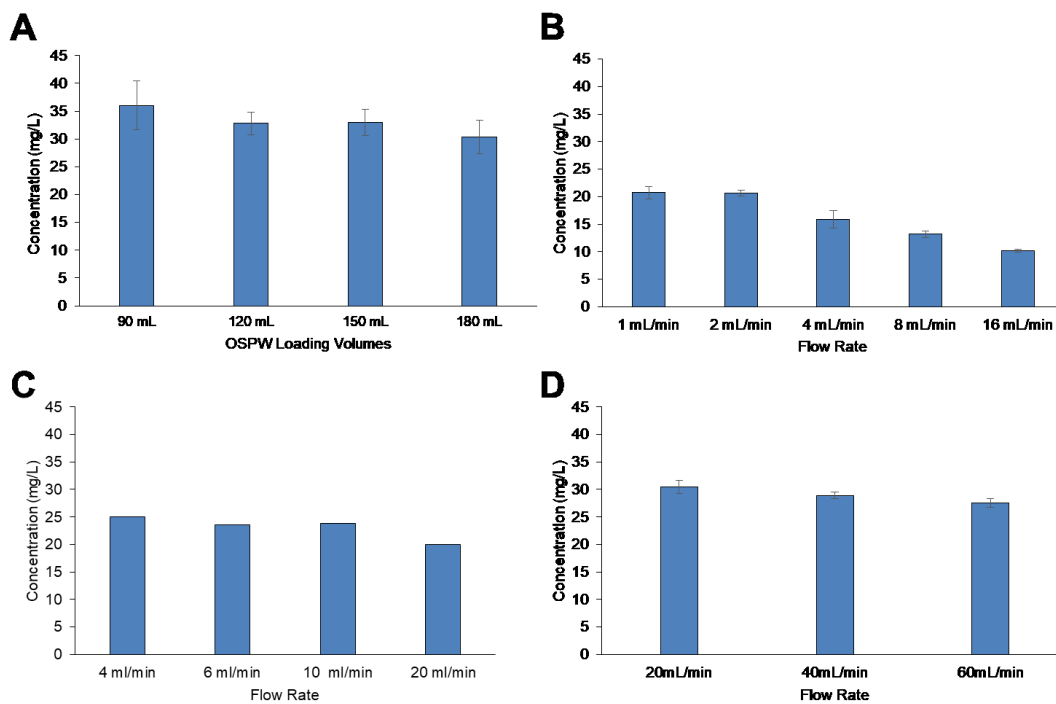 A
Concentration (mg/L)
45
40
35
30
25
20
15
10
5
0
90 mL 120 mL 150 mL 180 mL
OSPW Loading Volumes
B
Concentration (mg/L)
45
40
35
30
25
20
15
10
5
0
1 mL/min 2 mL/min 4 mL/min 8 mL/min 16 mL/min
Flow Rate
C
Concentration (mg/L)
45
40
35
30
25
20
15
10
5
0
4 ml/min 6 ml/min 10 ml/min 20 ml/min
Flow Rate
D
Concentration (mg/L)
45
40
35
30
25
20
15
10
5
0
20mL/min 40mL/min 60mL/min
Flow Rate